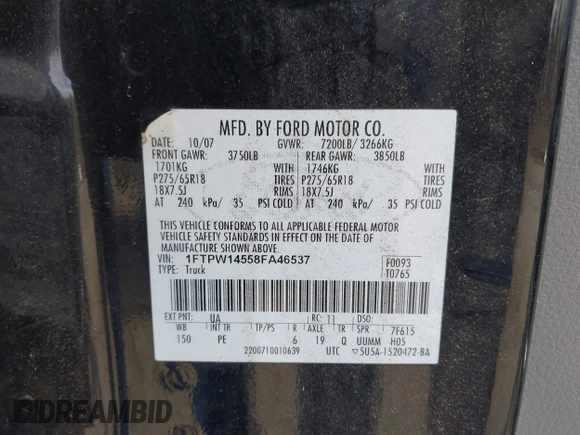 MFD. BY FORD MOTOR CO.
DATE: 10/07 GVWR: 7200LB/ 3266KG
FRONT GAWR: 3750LB REAR GAWR: 3850LB
1701KG WITH 1746KG WITH
P275/65R18 TIRES P275/65R18 TIRES
18X7.5J RIMS 18X7.5J RIMS
AT 240 kPa/ 35 PSI COLD AT 240 kPa/ 35 PSI COLD
THIS VEHICLE CONFORMS TO ALL APPLICABLE FEDERAL MOTOR
VEHICLE SAFETY STANDARDS IN EFFECT ON THE DATE OF
MANUFACTURE SHOWN ABOVE.
VIN: 1FTPW14558FA46537 F0093
TYPE: Truck T0765
EXT PNT: UA RC: 11 DSO:
WB INT TR TP/PS R AXLE TR SPR 7F615
150 PE 6 19 Q UUMM H05
2200710010639 UTC ▽5U5A-1520472-BA
DREAMBID